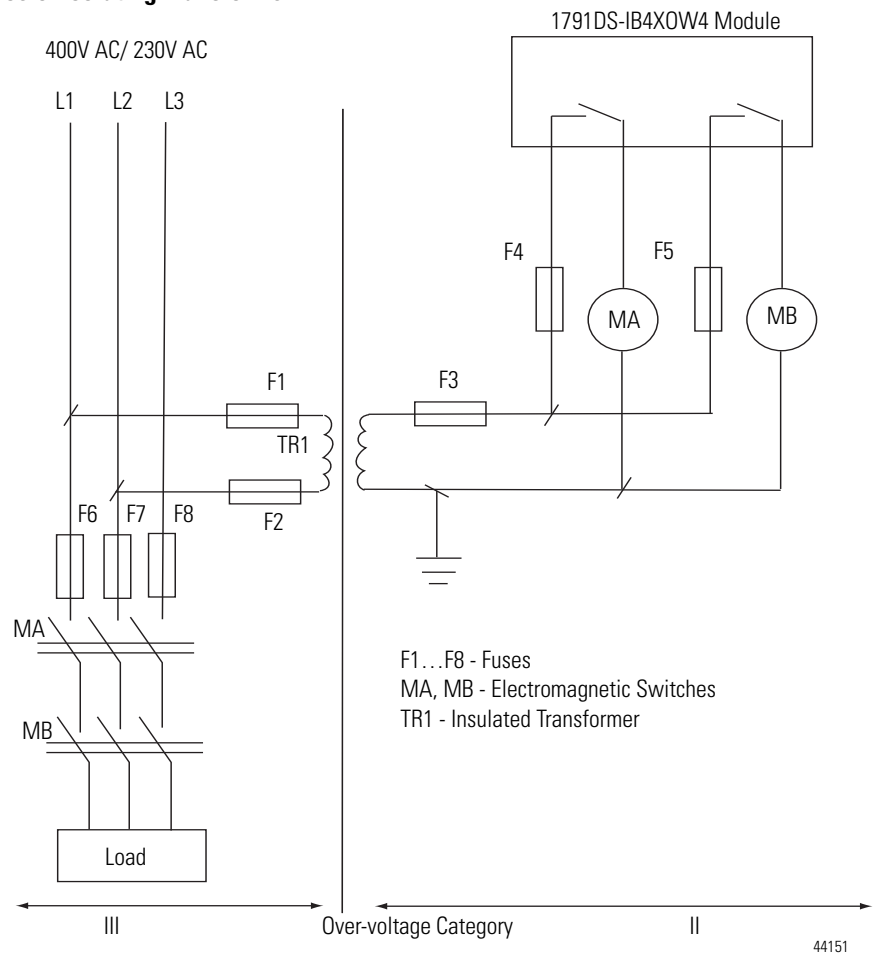 1791DS-IB4XOW4 Module
400V AC/ 230V AC
L1 L2 L3
F4 F5
MA MB
F1 F3
TR1
F6 F7 F8 F2
MA
F1…F8 - Fuses
MA, MB - Electromagnetic Switches
TR1 - Insulated Transformer
MB
Load
III Over-voltage Category II
44151